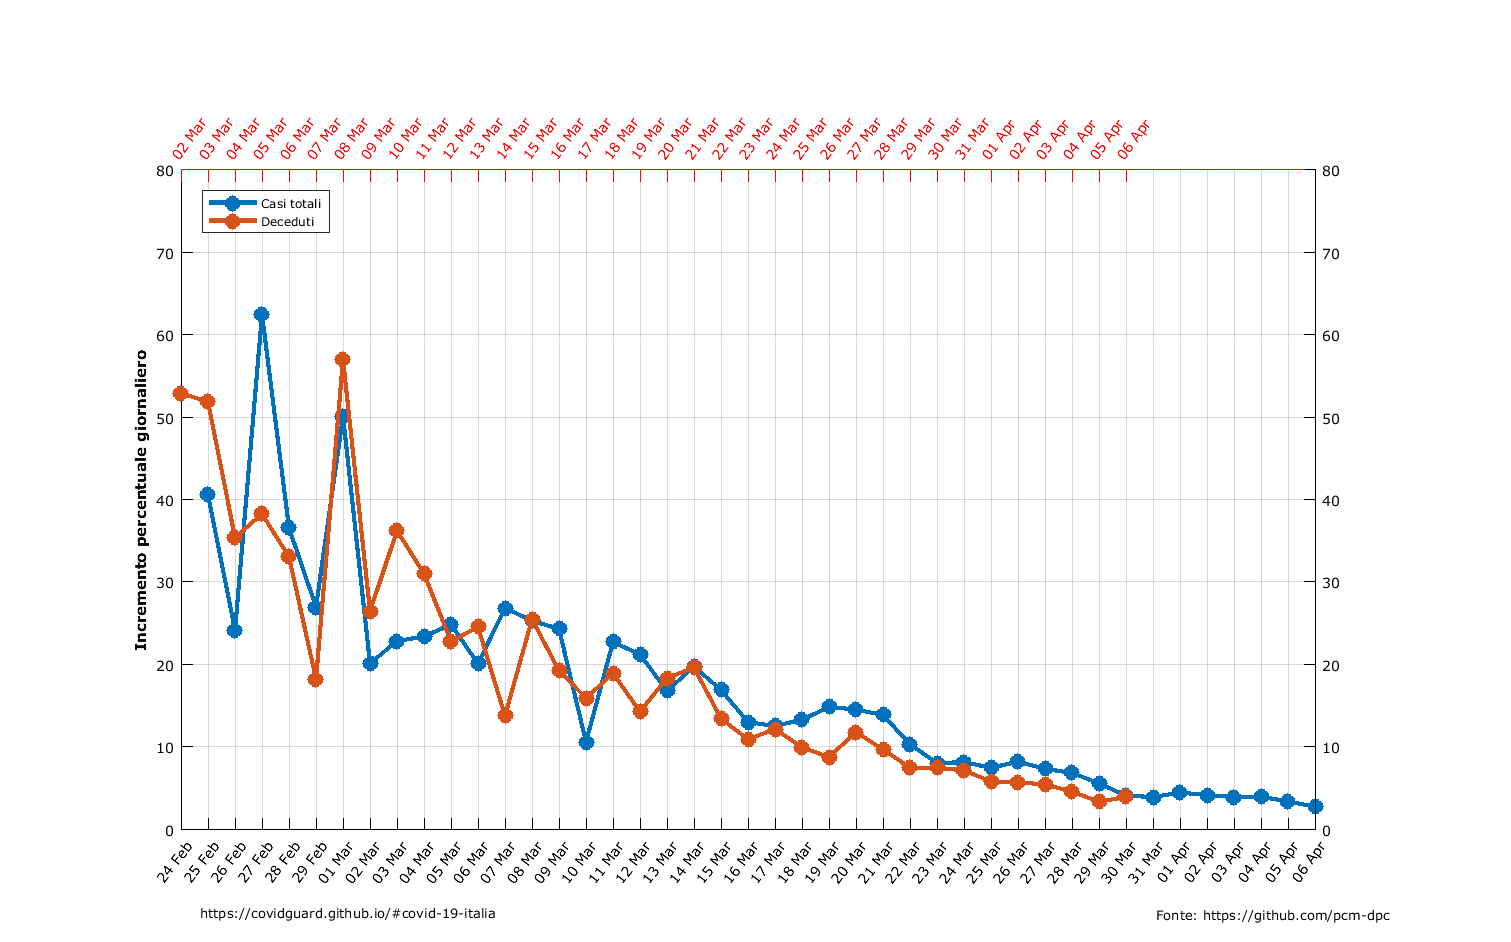 02 Mar
03 Mar
04 Mar
05 Mar
06 Mar
07 Mar
08 Mar
09 Mar
10 Mar
11 Mar
12 Mar
13 Mar
14 Mar
15 Mar
16 Mar
17 Mar
18 Mar
19 Mar
20 Mar
21 Mar
22 Mar
23 Mar
24 Mar
25 Mar
26 Mar
27 Mar
28 Mar
29 Mar
30 Mar
31 Mar
01 Apr
02 Apr
03 Apr
04 Apr
05 Apr
06 Apr
Casi totali
Deceduti
Incremento percentuale giornaliero
80
70
60
50
40
30
20
10
0
80
70
60
50
40
30
20
10
0
24 Feb
25 Feb
26 Feb
27 Feb
28 Feb
29 Feb
01 Mar
02 Mar
03 Mar
04 Mar
05 Mar
06 Mar
07 Mar
08 Mar
09 Mar
10 Mar
11 Mar
12 Mar
13 Mar
14 Mar
15 Mar
16 Mar
17 Mar
18 Mar
19 Mar
20 Mar
21 Mar
22 Mar
23 Mar
24 Mar
25 Mar
26 Mar
27 Mar
28 Mar
29 Mar
30 Mar
31 Mar
01 Apr
02 Apr
03 Apr
04 Apr
05 Apr
06 Apr
https://covidguard.github.io/#covid-19-italia
Fonte: https://github.com/pcm-dpc